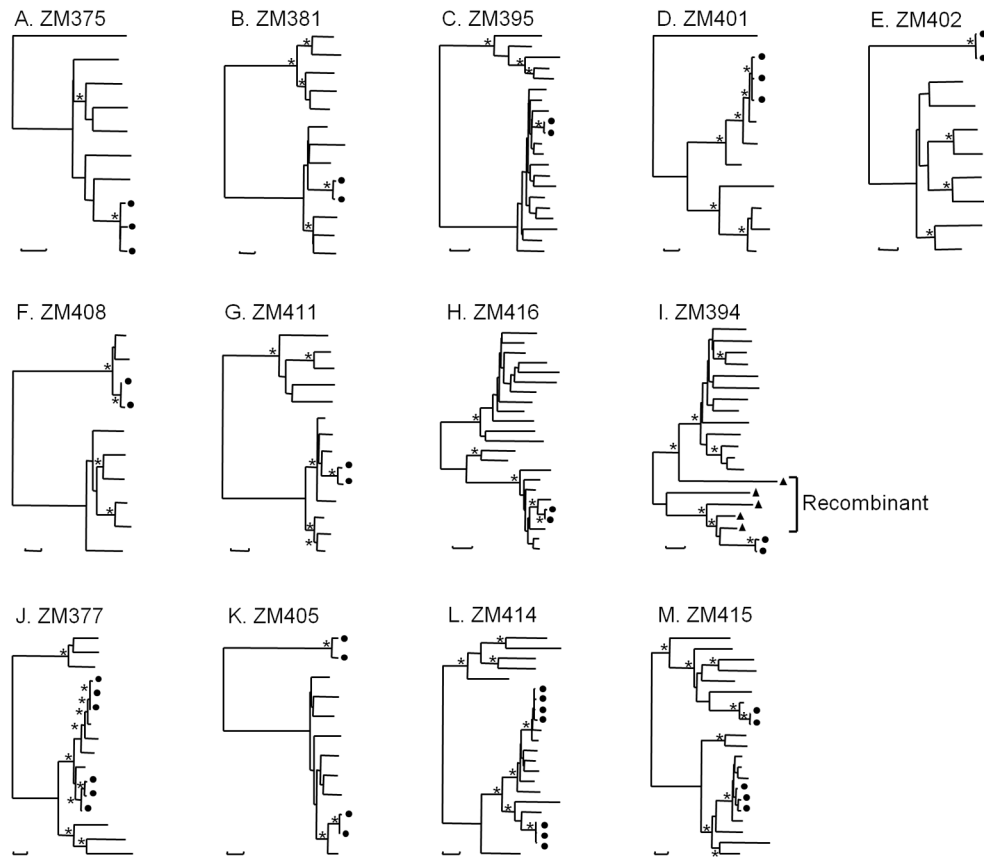 A. ZM375
B. ZM381
C. ZM395
D. ZM401
E. ZM402
F. ZM408
G. ZM411
H. ZM416
I. ZM394
Recombinant
J. ZM377
K. ZM405
L. ZM414
M. ZM415